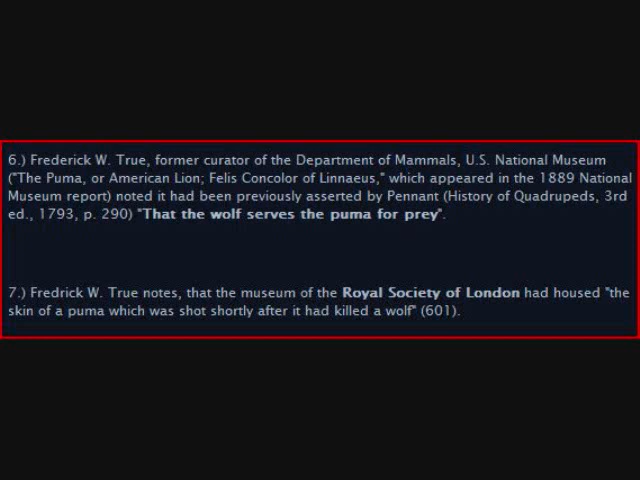 6.) Frederick W. True, former curator of the Department of Mammals, U.S. National Museum
("The Puma, or American Lion; Felis Concolor of Linnaeus," which appeared in the 1889 National
Museum report) noted it had been previously asserted by Pennant (History of Quadrupeds, 3rd
ed., 1793, p. 290) "That the wolf serves the puma for prey".
7.) Fredrick W. True notes, that the museum of the Royal Society of London had housed "the
skin of a puma which was shot shortly after it had killed a wolf" (601).